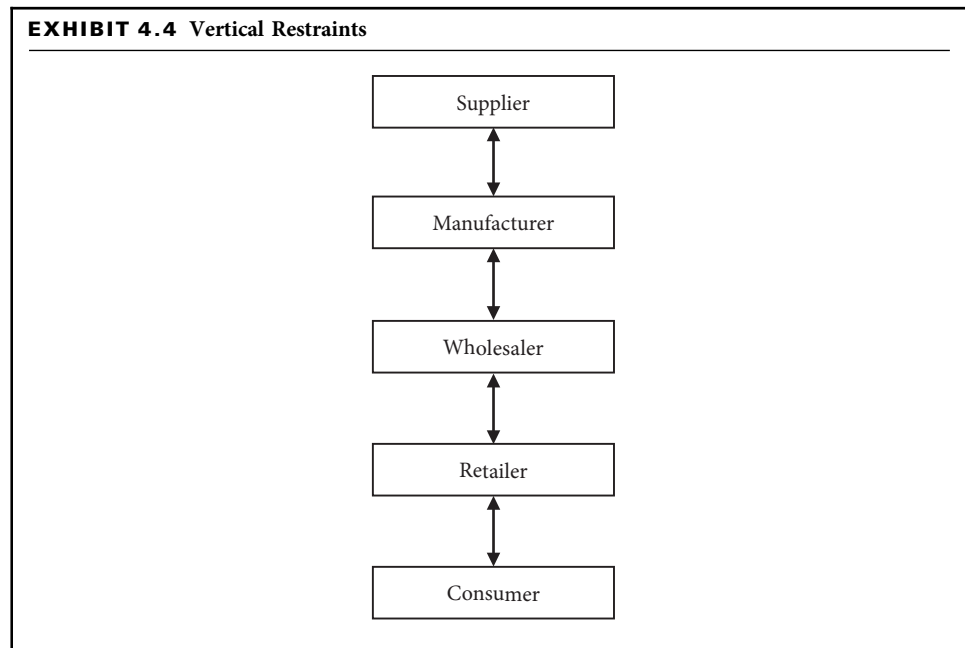 EXHIBIT 4.4 Vertical Restraints
Supplier
Manufacturer
Wholesaler
Retailer
Consumer